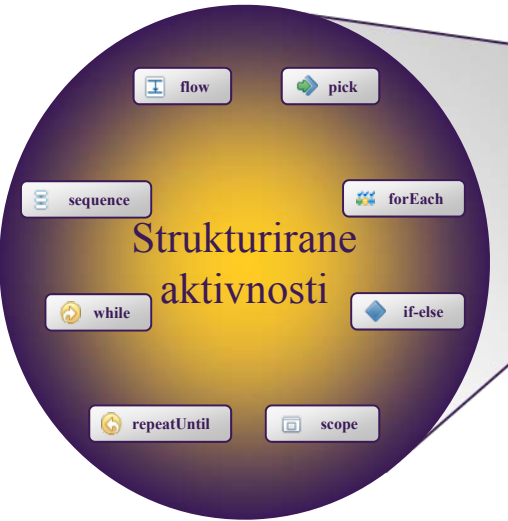 flow
pick
sequence
forEach
Strukturirane
aktivnosti
while
if-else
repeatUntil
scope